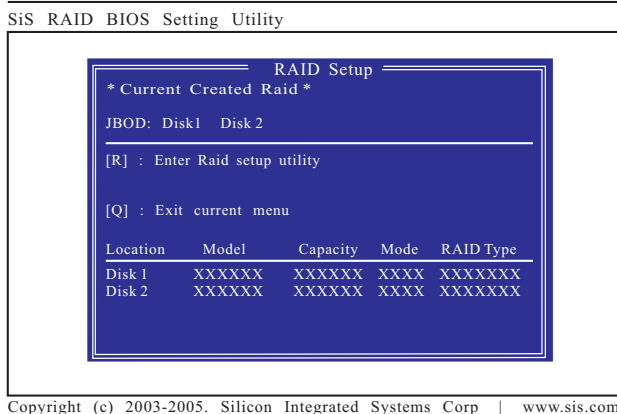 SiS RAID BIOS Setting Utility
RAID Setup
* Current Created Raid *
JBOD: Disk1 Disk 2
[R] : Enter Raid setup utility
[Q] : Exit current menu
Location Model Capacity Mode RAID Type
Disk 1 XXXXXX XXXXXX XXXX XXXXXXX
Disk 2 XXXXXX XXXXXX XXXX XXXXXXX
Copyright (c) 2003-2005. Silicon Integrated Systems Corp | www.sis.com